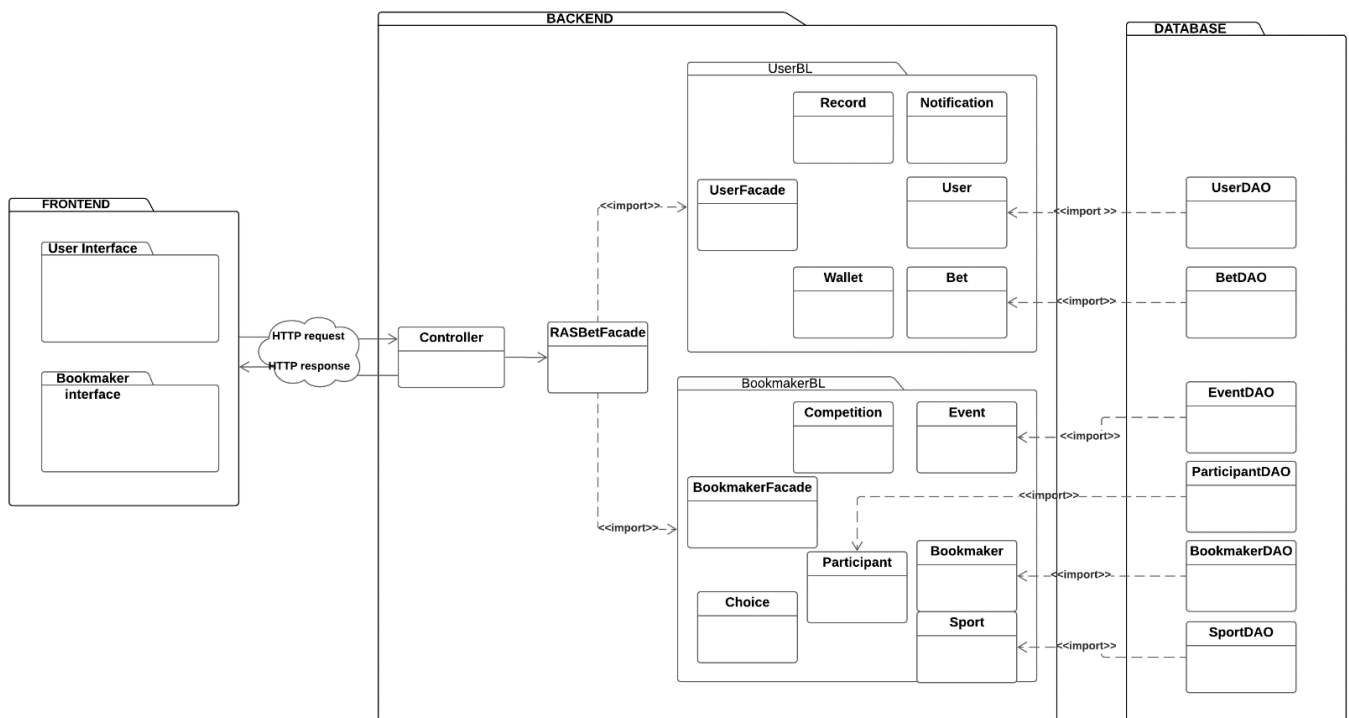 BACKEND
DATABASE
UserBL
Record
Notification
UserFacade
User
<<import>>
<<import >>
UserDAO
FRONTEND
User Interface
Wallet
Bet
<<import>>
BetDAO
HTTP request
HTTP response
Controller
RASBetFacade
Bookmaker
interface
BookmakerBL
Competition
Event
<<import>>
EventDAO
BookmakerFacade
<<import>>
ParticipantDAO
<<import>>
Participant
Bookmaker
<<import>>
BookmakerDAO
Choice
Sport
<<import>>
SportDAO